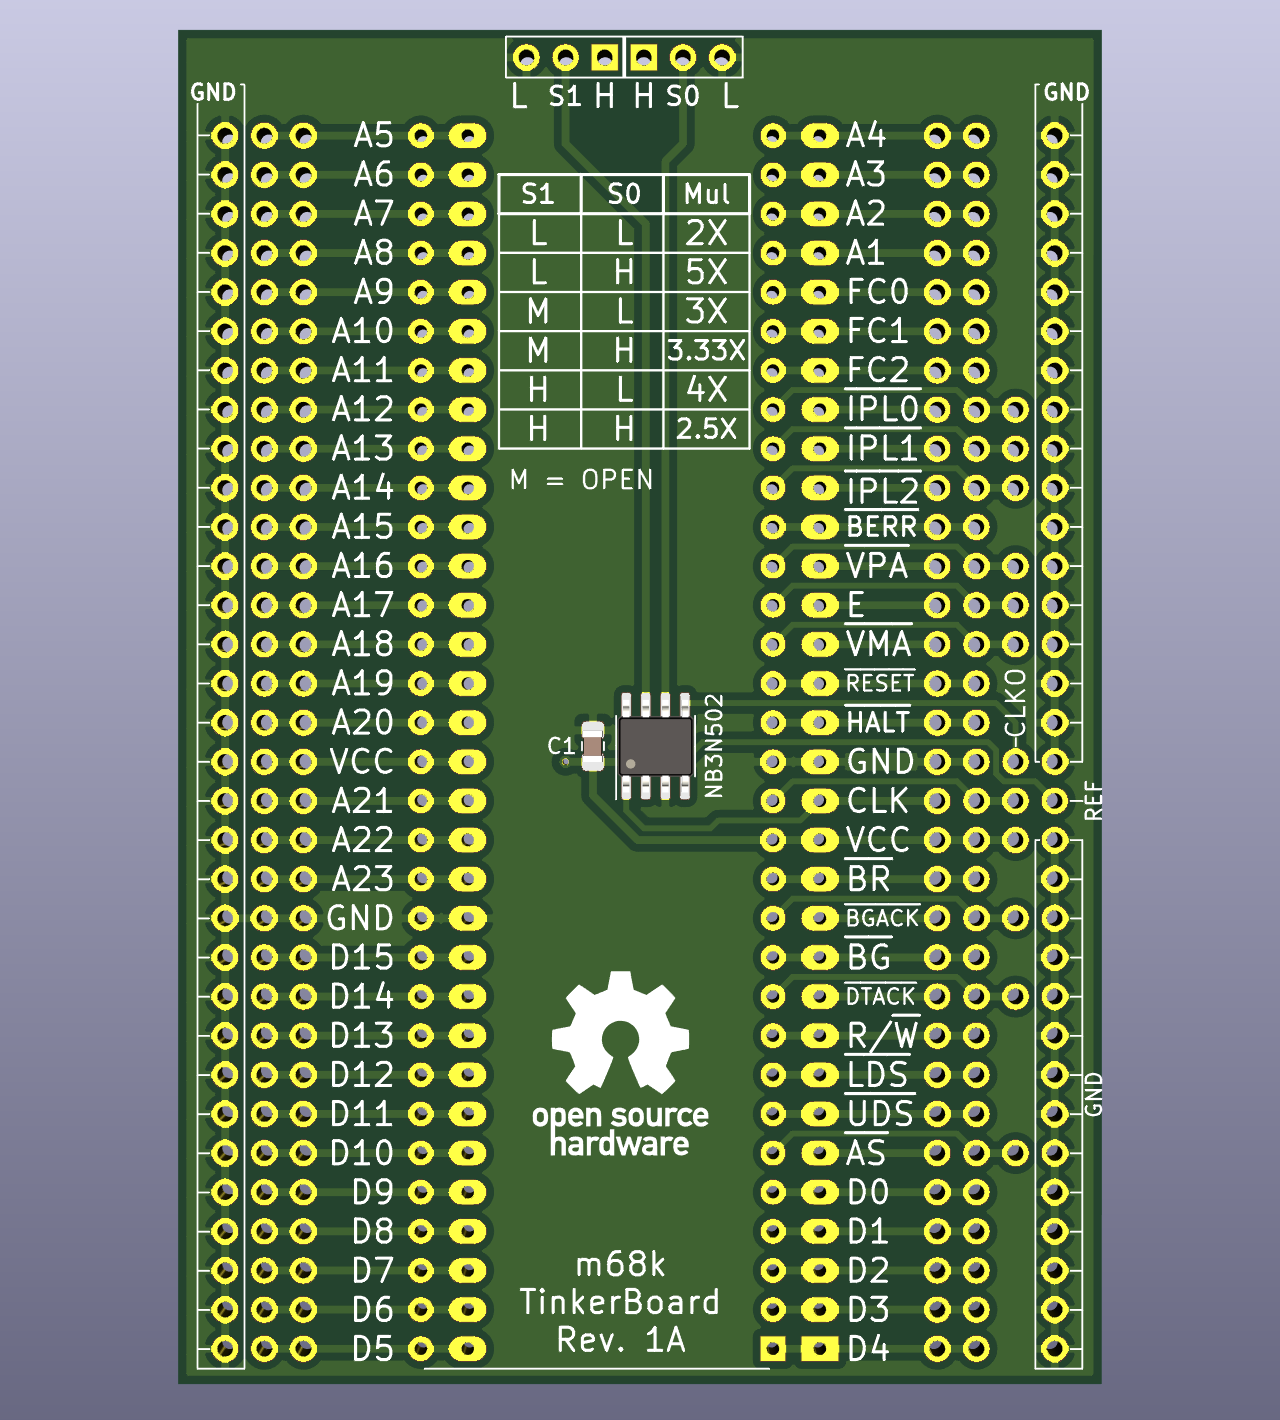 L S1 H H S0 L
GND GND
A5 A4
A6 A3
S1 S0 Mul
A7 A2
L L 2X
A8 A1
L H 5X
A9 FC0
M L 3X
A10 FC1
M H 3.33X
A11 FC2
H L 4X
A12 IPL0
H H 2.5X
A13 IPL1
M = OPEN
A14 IPL2
A15 BERR
A16 VPA
A17 E
A18 VMA
A19 RESET
CLKO
A20 HALT
C1
NB3N502
VCC GND
A21 CLK
REF
A22 VCC
A23 BR
GND BGACK
D15 BG
D14 DTACK
D13 R/W
D12 LDS
GND
D11 UDS
open source
hardware
D10 AS
D9 D0
D8 D1
m68k
D7 D2
TinkerBoard
D6 D3
Rev. 1A
D5 D4